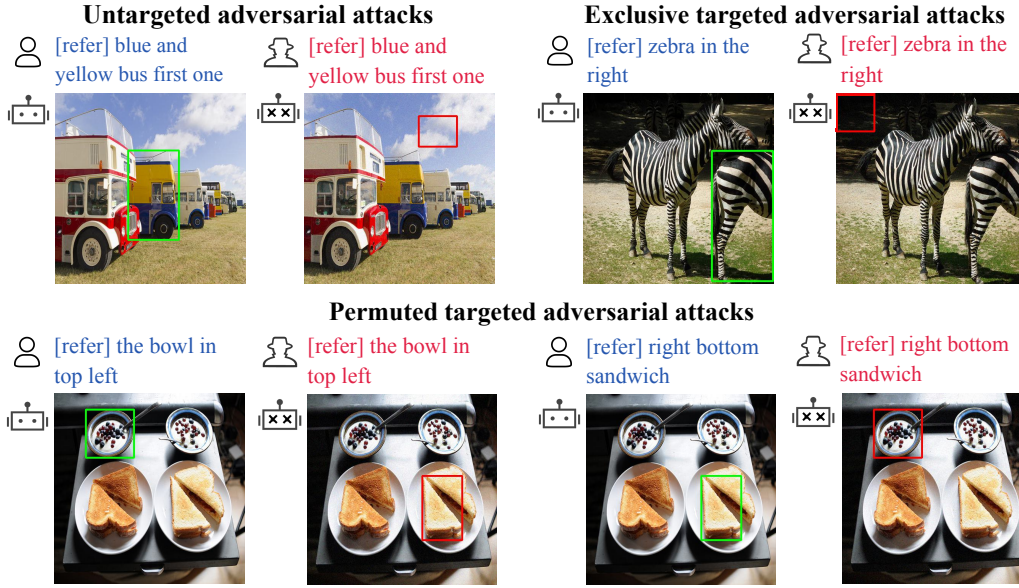 Untargeted adversarial attacks
Exclusive targeted adversarial attacks
[refer] blue and
yellow bus first one
[refer] blue and
yellow bus first one
[refer] zebra in the
right
[refer] zebra in the
right
Permuted targeted adversarial attacks
[refer] the bowl in
top left
[refer] the bowl in
top left
[refer] right bottom
sandwich
[refer] right bottom
sandwich